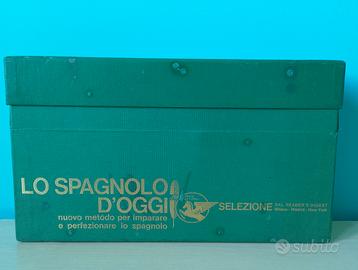 LO SPAGNOLO
D'OGGI
nuovo metodo per imparare
e perfezionare lo spagnolo
SELEZIONE DAL READER'S DIGEST
Milano - Madrid - New York
subito